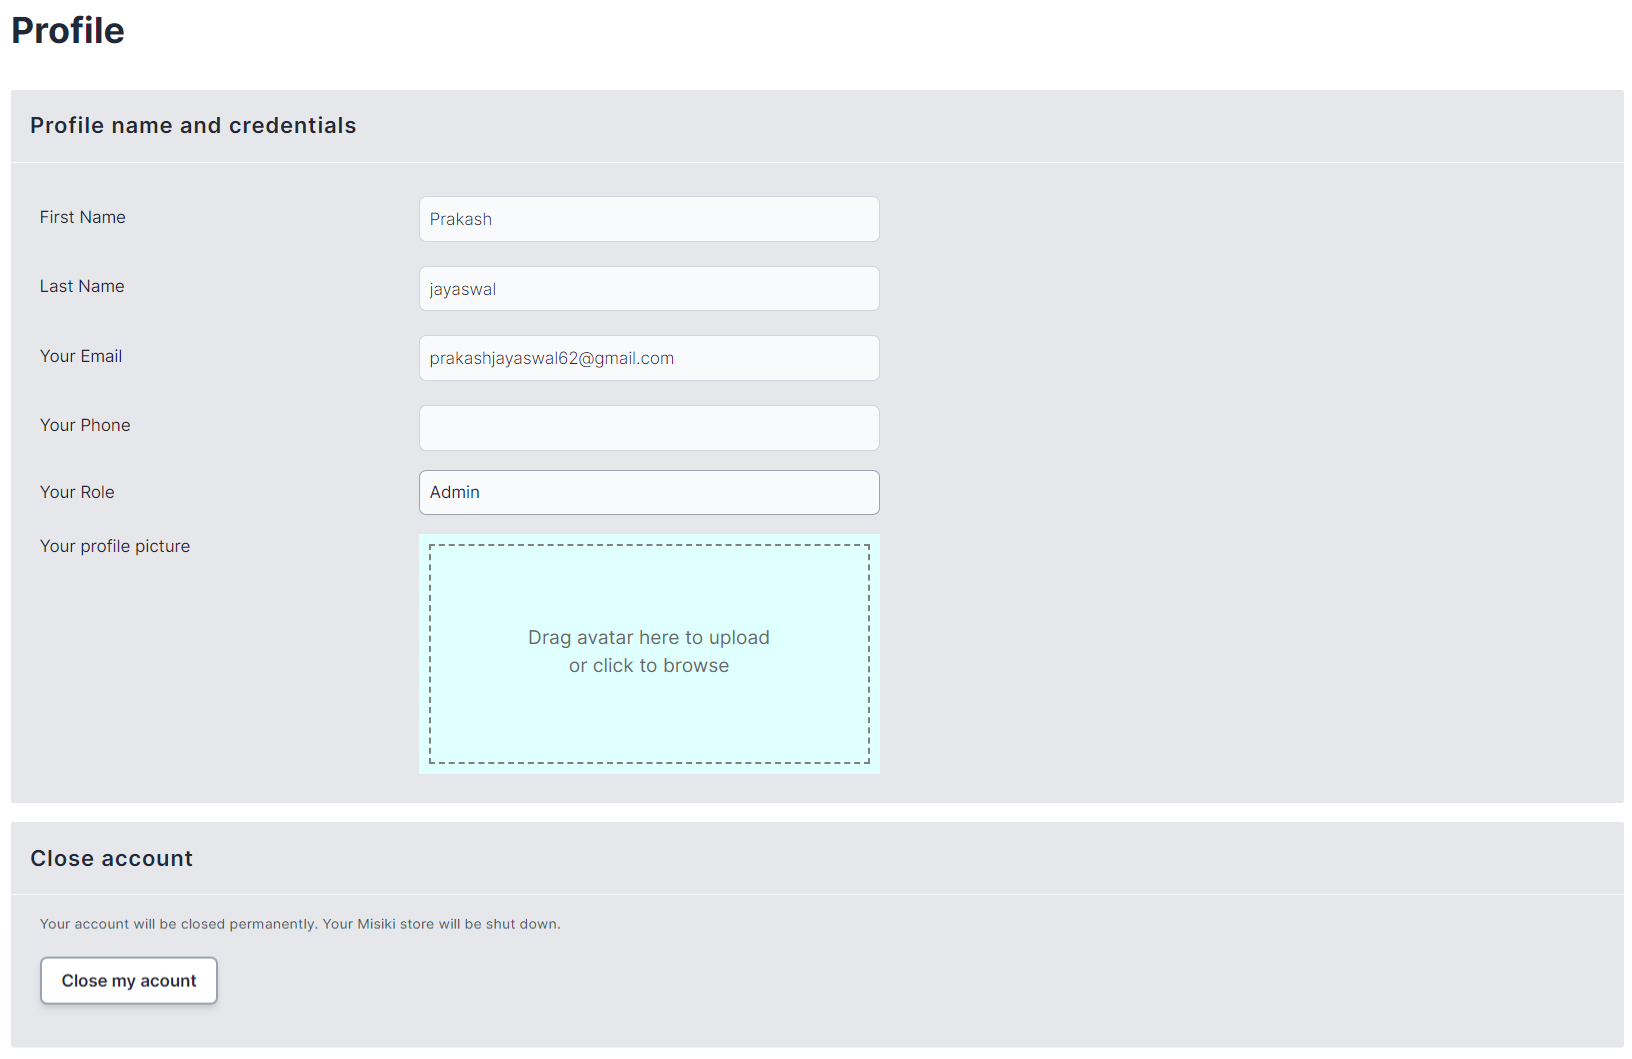 Profile
Profile name and credentials
First Name
Prakash
Last Name
jayaswal
Your Email
prakashjayaswal62@gmail.com
Your Phone
Your Role
Admin
Your profile picture
Drag avatar here to upload
or click to browse
Close account
Your account will be closed permanently. Your Misiki store will be shut down.
Close my acount